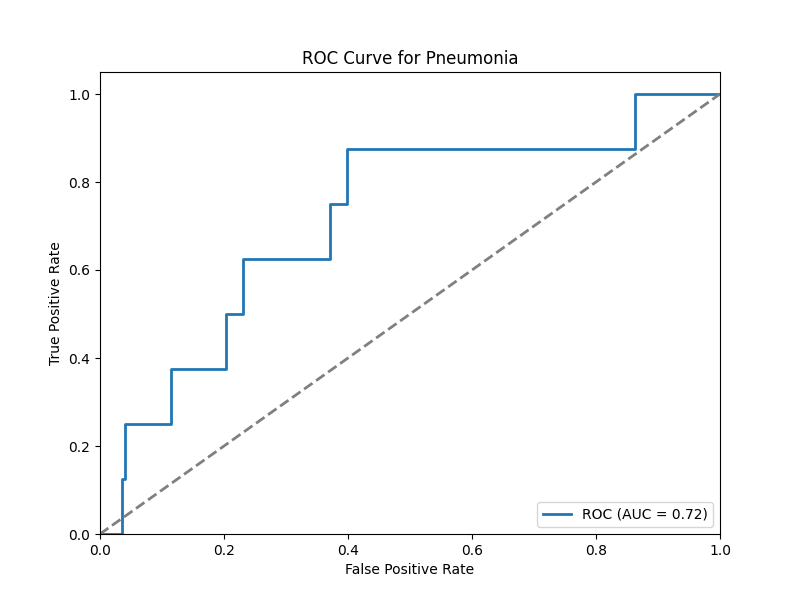 ROC Curve for Pneumonia
1.0
0.8
0.6
0.4
0.2
0.0
True Positive Rate
ROC (AUC = 0.72)
0.0 0.2 0.4 0.6 0.8 1.0
False Positive Rate